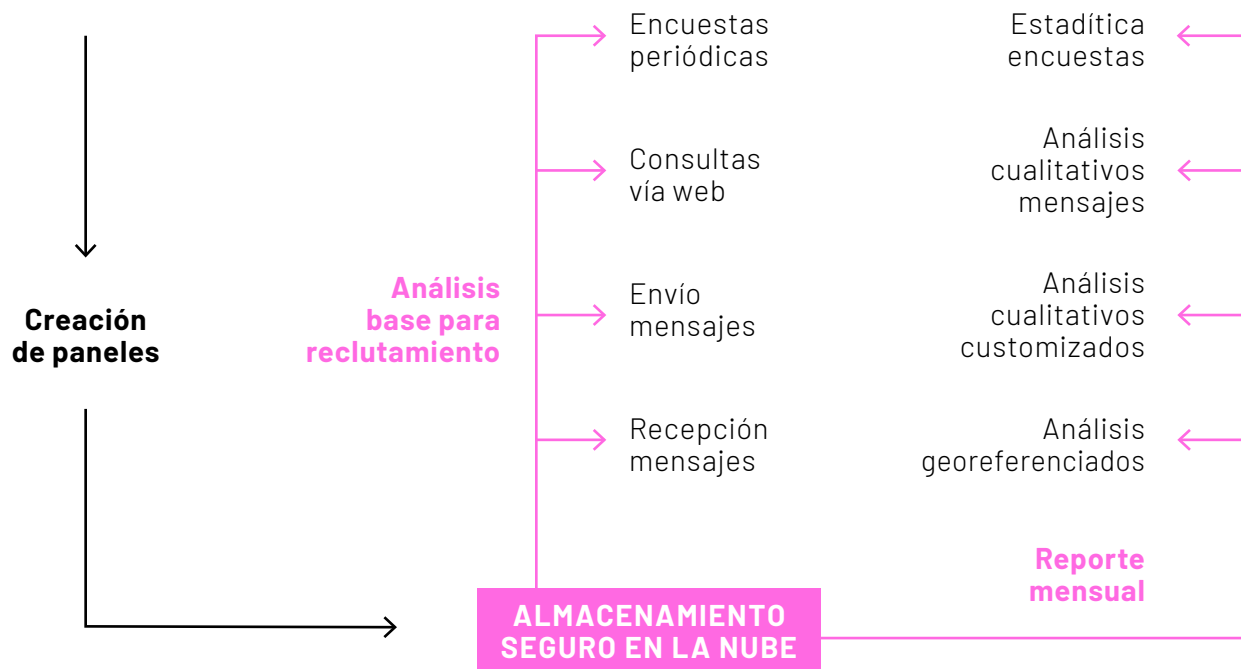 Creación
de paneles
Análisis
base para
reclutamiento
Encuestas
periódicas
Consultas
vía web
Envío
mensajes
Recepción
mensajes
Estadítica
encuestas
Análisis
cualitativos
mensajes
Análisis
cualitativos
customizados
Análisis
georeferenciados
Reporte
mensual
ALMACENAMIENTO
SEGURO EN LA NUBE